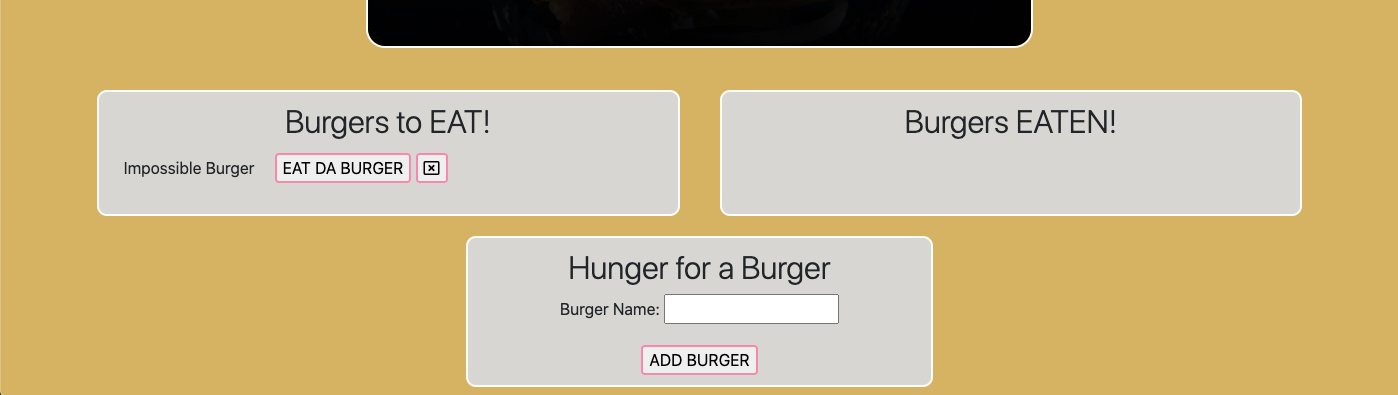 Burgers to EAT!
Impossible Burger EAT DA BURGER
Burgers EATEN!
Hunger for a Burger
Burger Name:
ADD BURGER